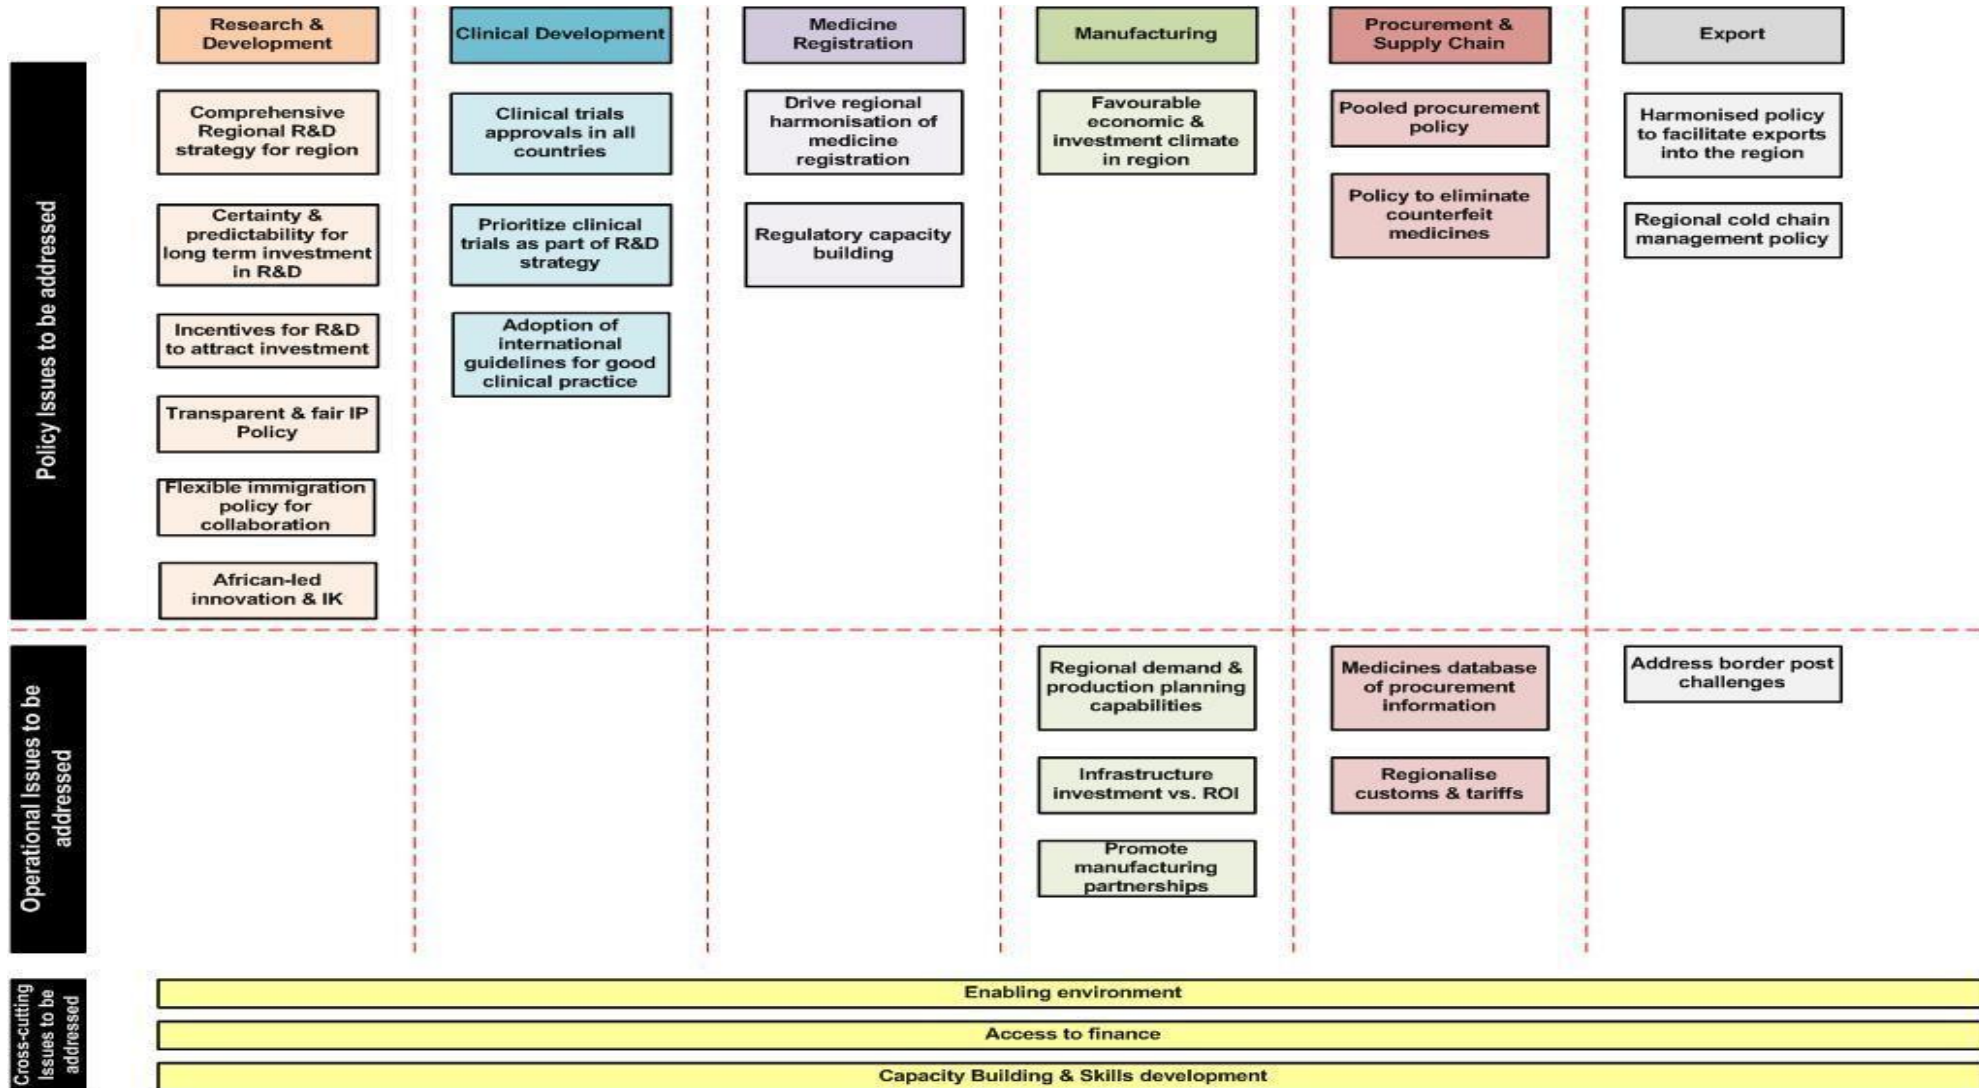 Research &
Development
Clinical Development
Medicine
Registration
Manufacturing
Procurement &
Supply Chain
Export
Policy Issues to be addressed
Comprehensive
Regional R&D
strategy for region
Certainty &
predictability for
long term investment
in R&D
Incentives for R&D
to attract investment
Transparent & fair IP
Policy
Flexible immigration
policy for
collaboration
African-led
innovation & IK
Clinical trials
approvals in all
countries
Prioritize clinical
trials as part of R&D
strategy
Adoption of
international
guidelines for good
clinical practice
Drive regional
harmonisation of
medicine
registration
Regulatory capacity
building
Favourable
economic &
investment climate
in region
Pooled procurement
policy
Policy to eliminate
counterfeit
medicines
Harmonised policy
to facilitate exports
into the region
Regional cold chain
management policy
Operational Issues to be
addressed
Regional demand &
production planning
capabilities
Infrastructure
investment vs. ROI
Promote
manufacturing
partnerships
Medicines database
of procurement
information
Regionalise
customs & tariffs
Address border post
challenges
Cross-cutting
Issues to be
addressed
Enabling environment
Access to finance
Capacity Building & Skills development